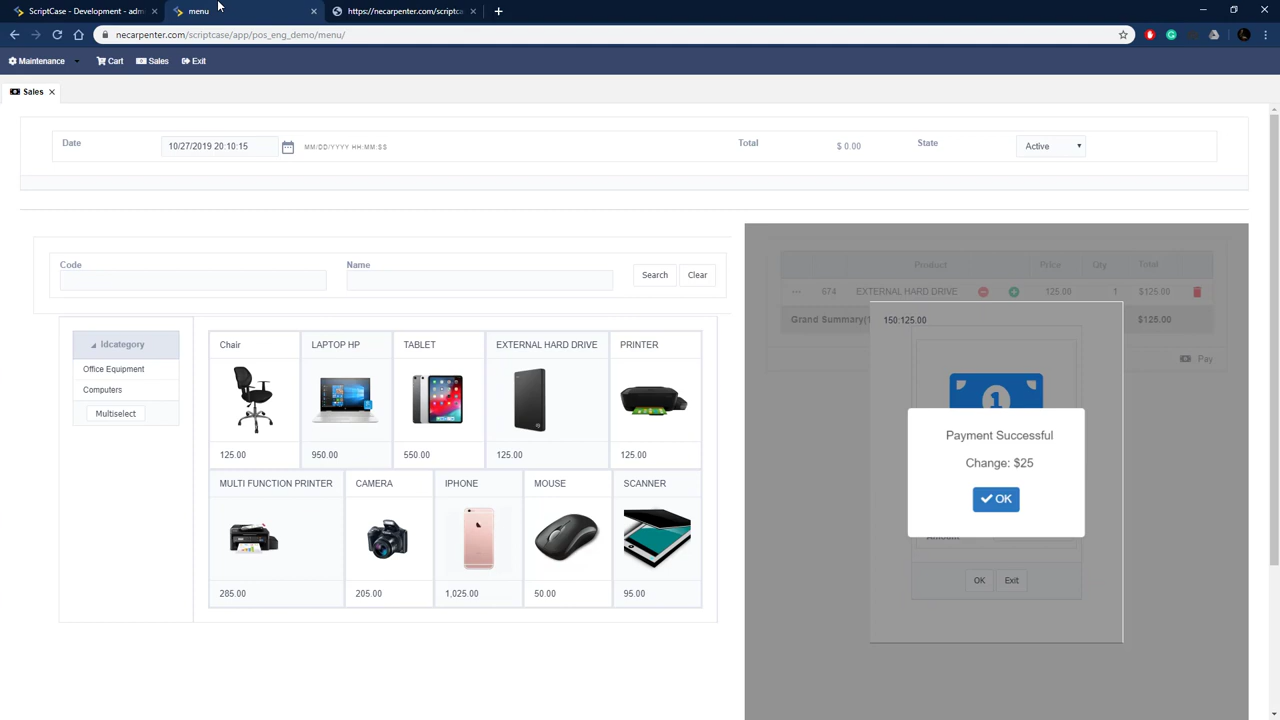 ScriptCase - Development - adm
menu
https://necarpenter.com/scriptca
necarpenter.com/scriptcase/app/pos_eng_demo/menu/
Maintenance Cart Sales Exit
Sales
Date 10/27/2019 20:10:15 MM/DD/YYYY HH:MM:SS Total $ 0.00 State Active
Code Name
Search Clear
Idcategory
Office Equipment
Computers
Multiselect
Chair LAPTOP HP TABLET EXTERNAL HARD DRIVE PRINTER
125.00 950.00 550.00 125.00 125.00
MULTI FUNCTION PRINTER CAMERA IPHONE MOUSE SCANNER
285.00 205.00 1,025.00 50.00 95.00
Product Price Qty Total
674 EXTERNAL HARD DRIVE 125.00 1 $125.00
Grand Summary(1 $125.00
150:125.00
Pay
1
Payment Successful
Change: $25
OK
Amount
OK Exit